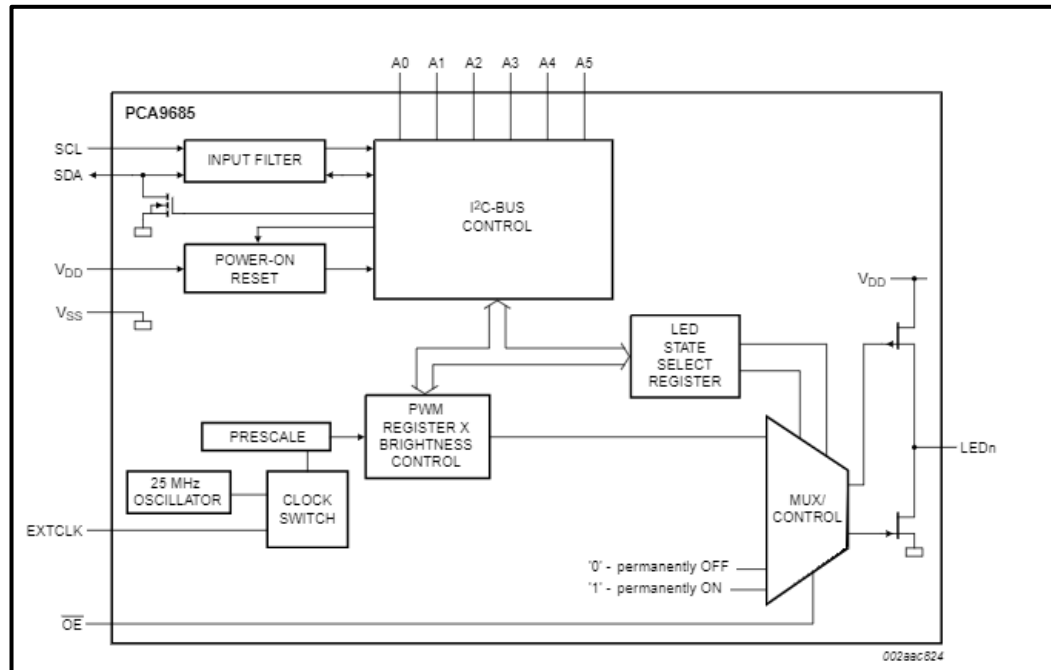 A0 A1 A2 A3 A4 A5
PCA9685
SCL
SDA
INPUT FILTER
I²C-BUS
CONTROL
VDD
POWER-ON
RESET
VSS
VDD
LED
STATE
SELECT
REGISTER
PWM
REGISTER X
BRIGHTNESS
CONTROL
PRESCALE
25 MHz
OSCILLATOR
CLOCK
SWITCH
EXTCLK
MUX/
CONTROL
LEDn
'0' - permanently OFF
'1' - permanently ON
O̅E̅
002aac824